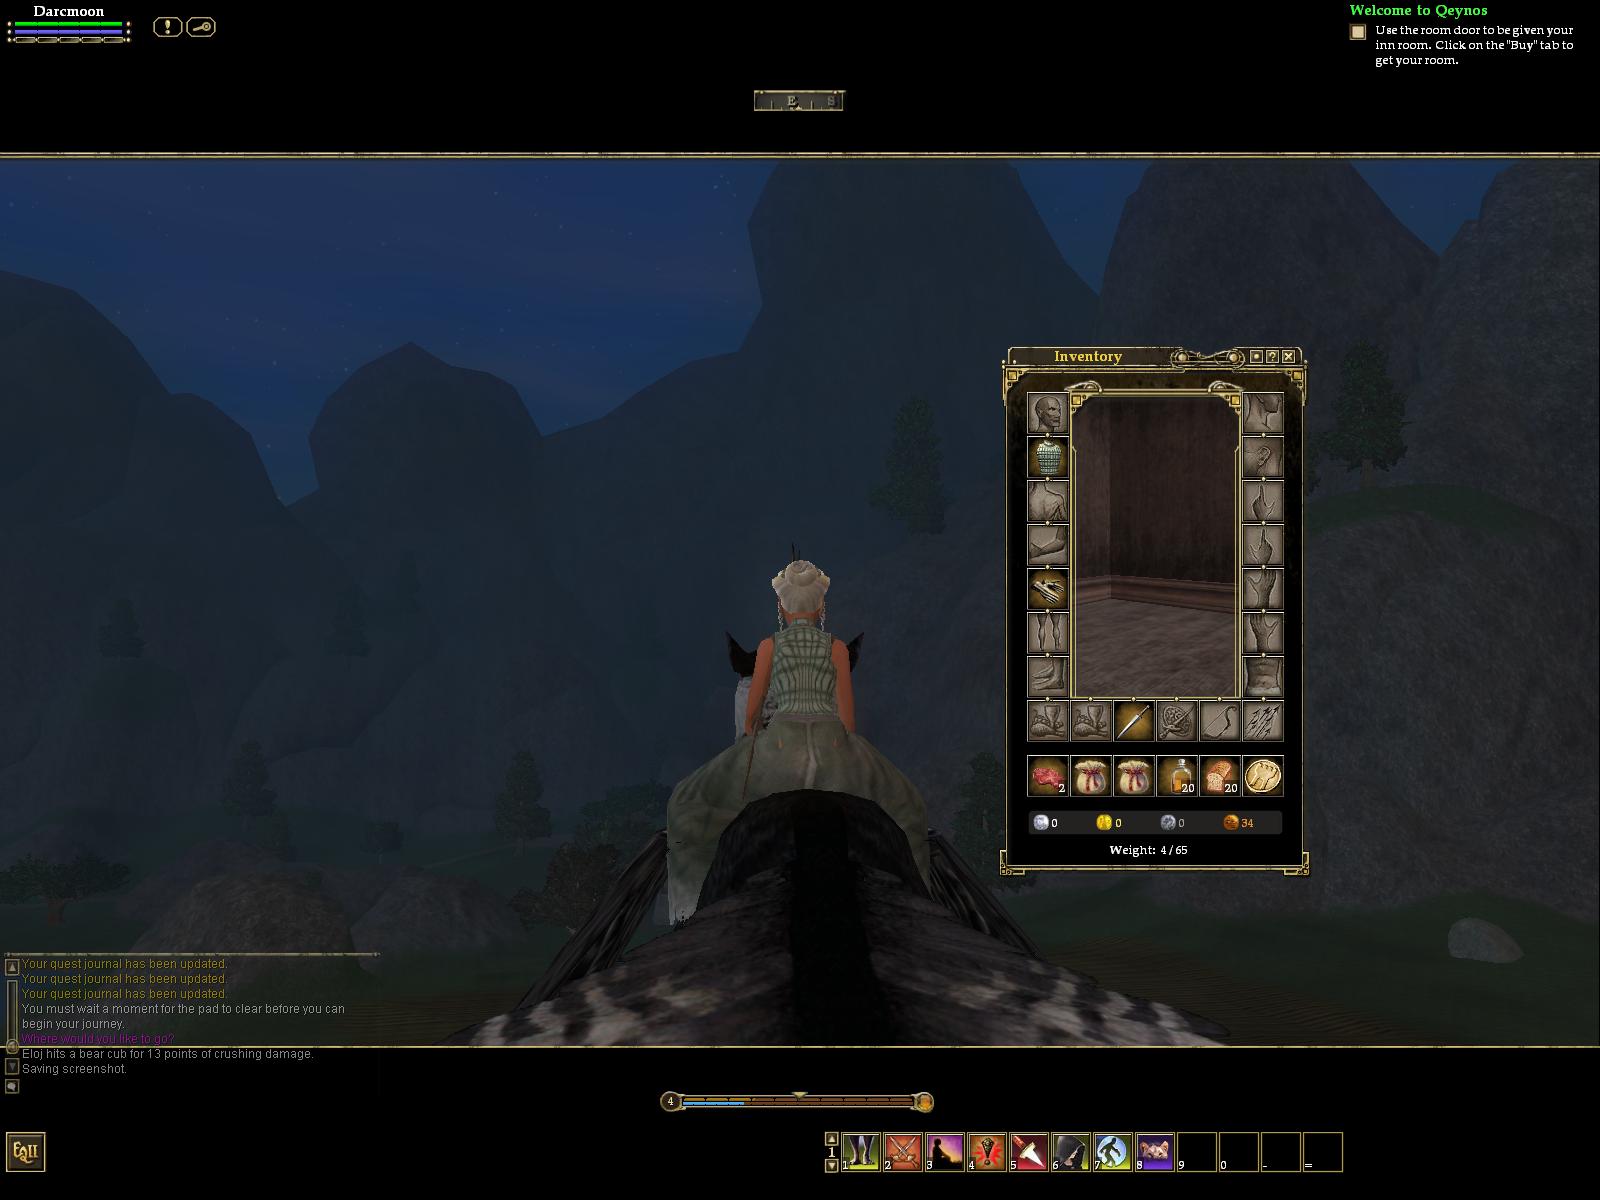 Darcmoon
Welcome to Qeynos
Use the room door to be given your
inn room. Click on the "Buy" tab to
get your room.
E S
Inventory
?
2
20
20
0
0
0
34
Weight: 4/65
Your quest journal has been updated.
Your quest journal has been updated.
Your quest journal has been updated.
You must wait a moment for the pad to clear before you can
begin your journey.
Where would you like to go?
Eloj hits a bear cub for 13 points of crushing damage.
Saving screenshot.
4
EQII
1
1 2 3 4 5 6 7 8 9 0 - =